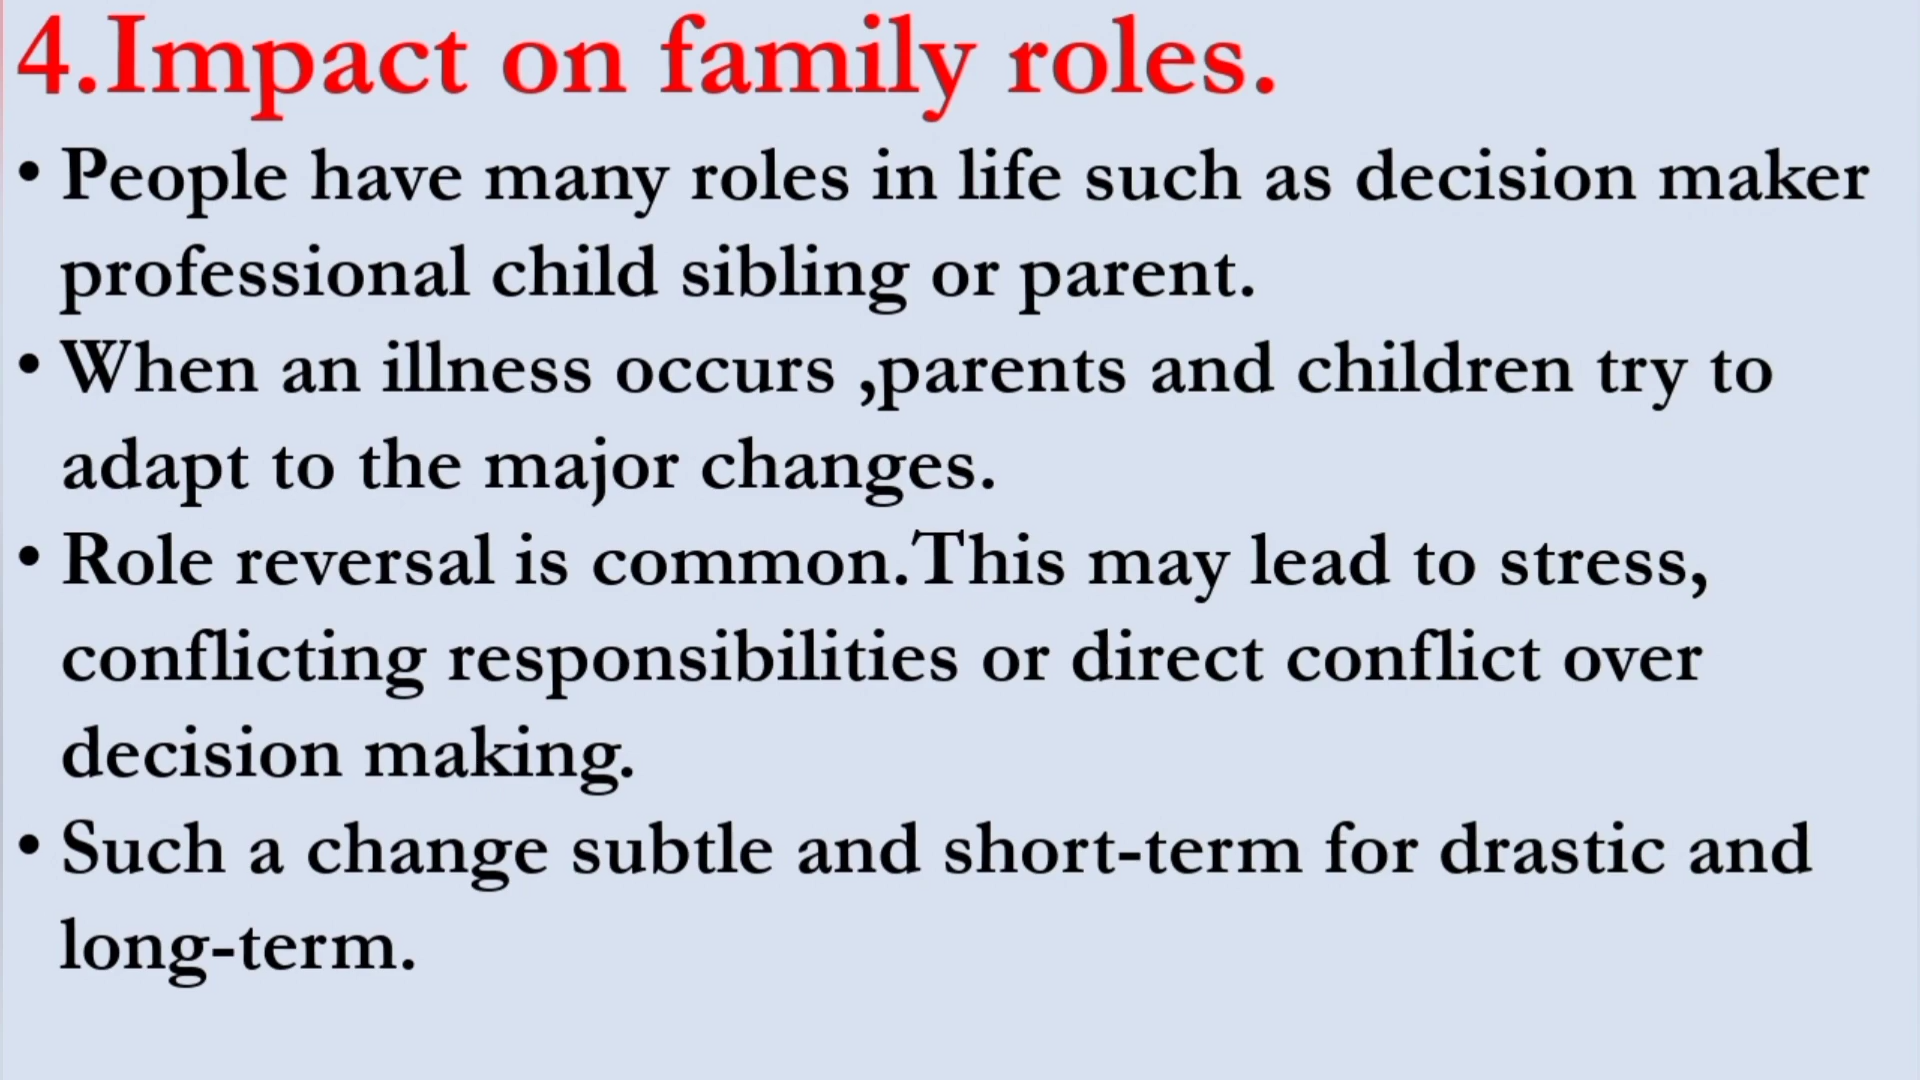 4.Impact on family roles.
• People have many roles in life such as decision maker
professional child sibling or parent.
• When an illness occurs ,parents and children try to
adapt to the major changes.
• Role reversal is common.This may lead to stress,
conflicting responsibilities or direct conflict over
decision making.
• Such a change subtle and short-term for drastic and
long-term.